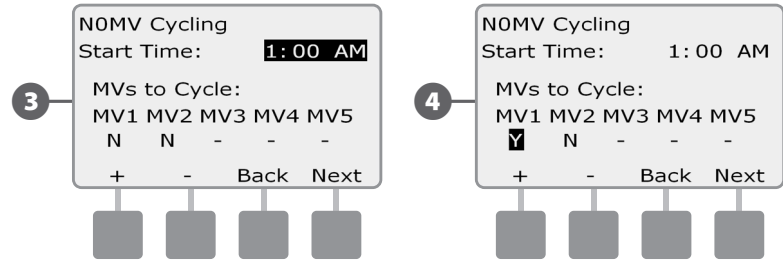 3
N0MV Cycling
Start Time: 1:00 AM
MVs to Cycle:
MV1 MV2 MV3 MV4 MV5
N N - - -
+ - Back Next
4
N0MV Cycling
Start Time: 1:00 AM
MVs to Cycle:
MV1 MV2 MV3 MV4 MV5
Y N - - -
+ - Back Next